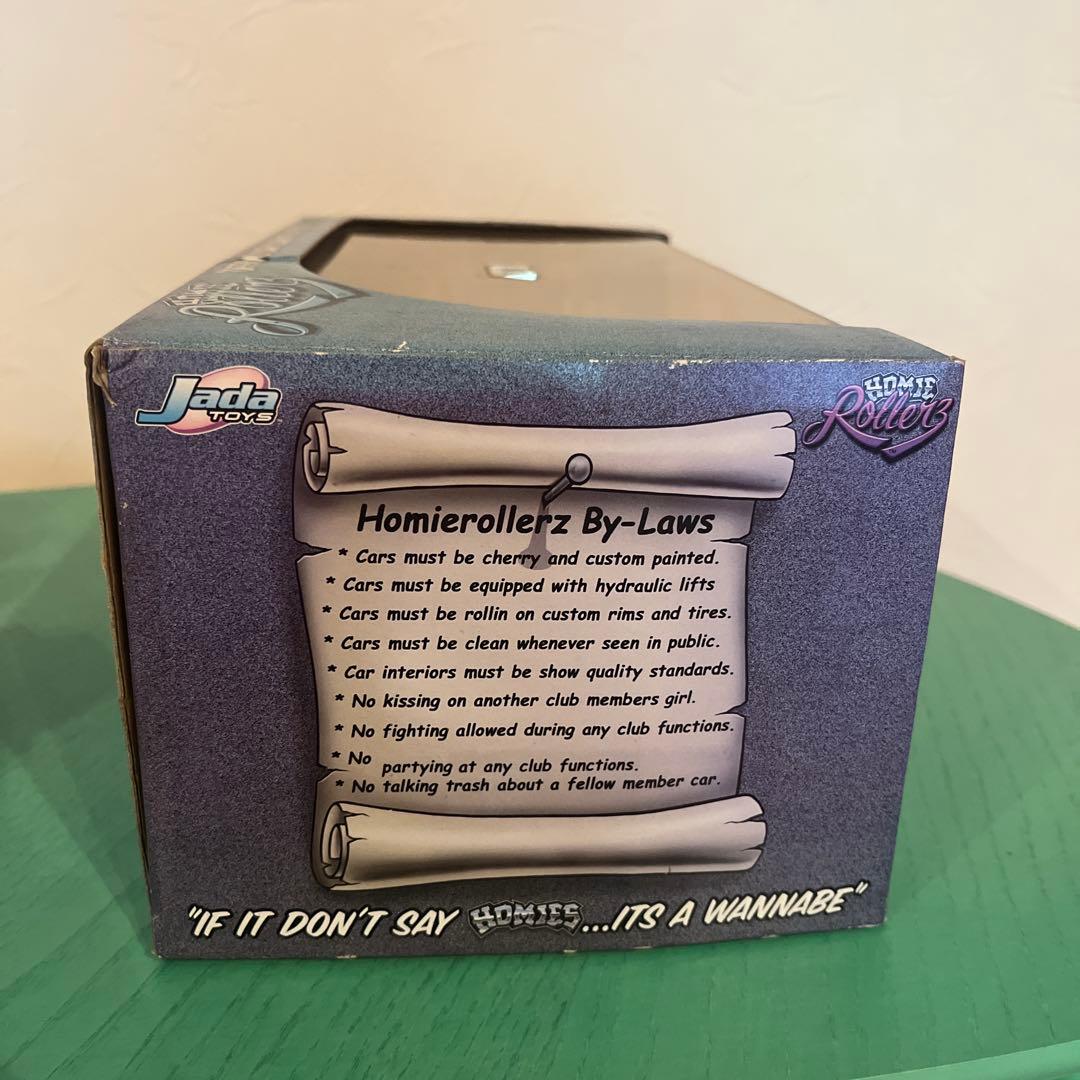 Rollerz
Jada
TOYS
HOMIE
Rollerz
Homierollerz By-Laws
* Cars must be cherry and custom painted.
* Cars must be equipped with hydraulic lifts
* Cars must be rollin on custom rims and tires.
* Cars must be clean whenever seen in public.
* Car interiors must be show quality standards.
* No kissing on another club members girl.
* No fighting allowed during any club functions.
* No partying at any club functions.
* No talking trash about a fellow member car.
"IF IT DON'T SAY HOMIES...ITS A WANNABE"